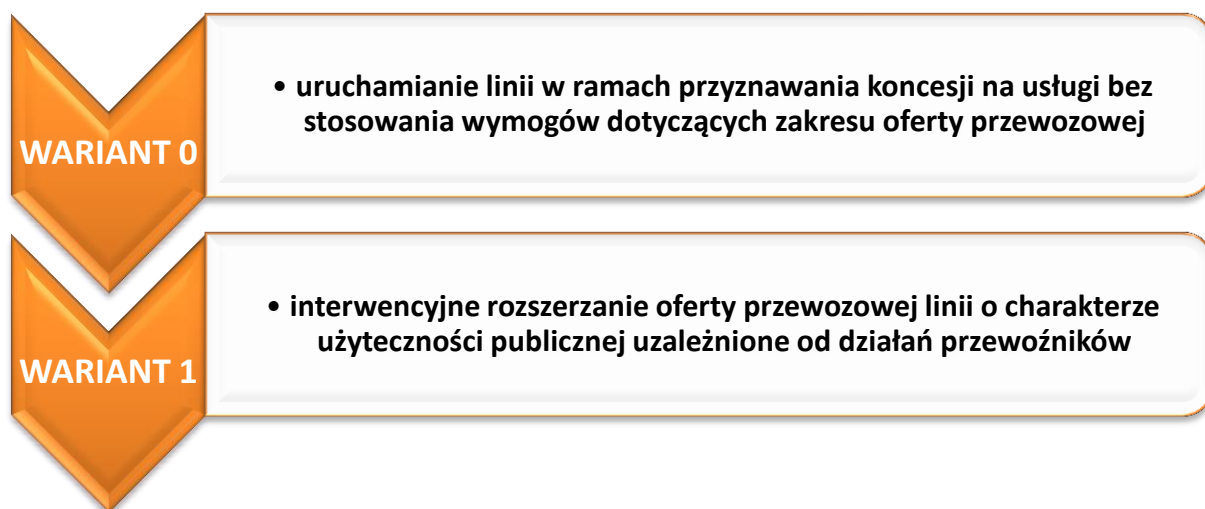 WARIANT 0
• uruchamianie linii w ramach przyznawania koncesji na usługi bez
stosowania wymogów dotyczących zakresu oferty przewozowej
WARIANT 1
• interwencyjne rozszerzanie oferty przewozowej linii o charakterze
użyteczności publicznej uzależnione od działań przewoźników